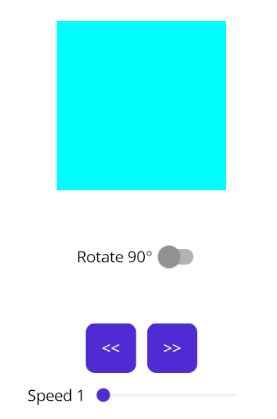 Rotate 90°
<< >>
Speed 1